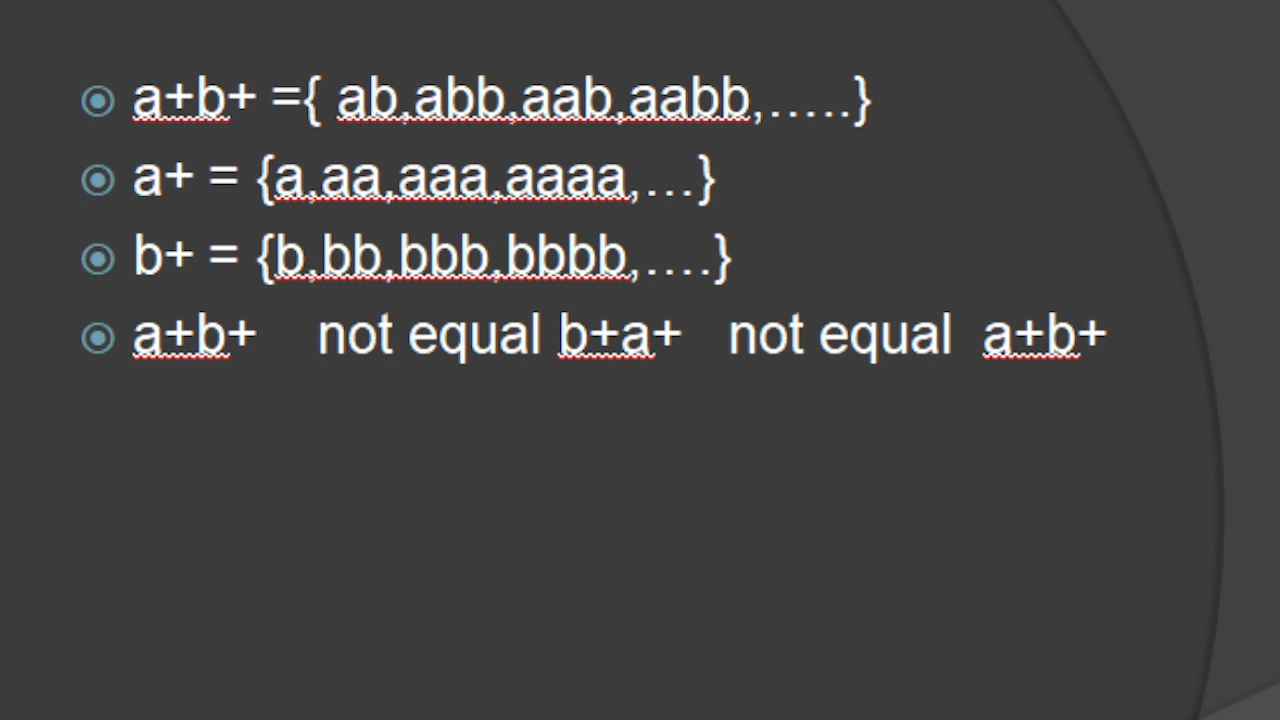 a+b+ ={ ab,abb,aab,aabb,.....}
a+ = {a,aa,aaa,aaaa,...}
b+ = {b,bb,bbb,bbbb,....}
a+b+ not equal b+a+ not equal a+b+